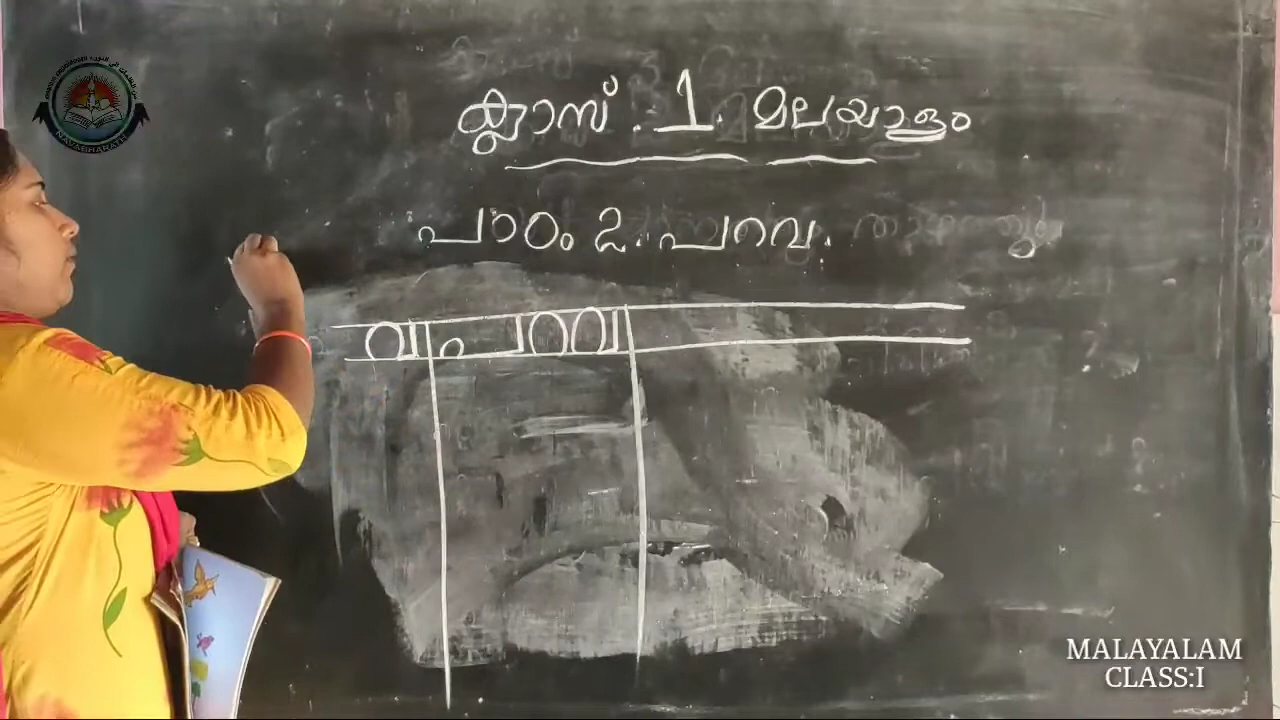 ക്ലാസ് . 1. മലയാളം
പാഠം 2. പറവ.
വ പറവ
MALAYALAM
CLASS:I